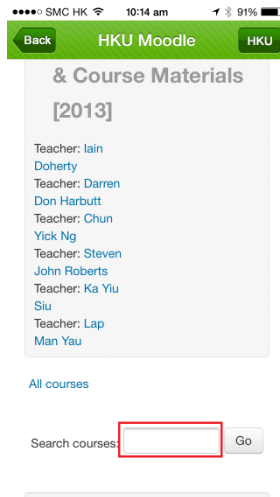 SMC HK 10:14 am 91%
Back HKU Moodle HKU
& Course Materials
[2013]
Teacher: Iain
Doherty
Teacher: Darren
Don Harbutt
Teacher: Chun
Yick Ng
Teacher: Steven
John Roberts
Teacher: Ka Yiu
Siu
Teacher: Lap
Man Yau
All courses
Search courses: Go